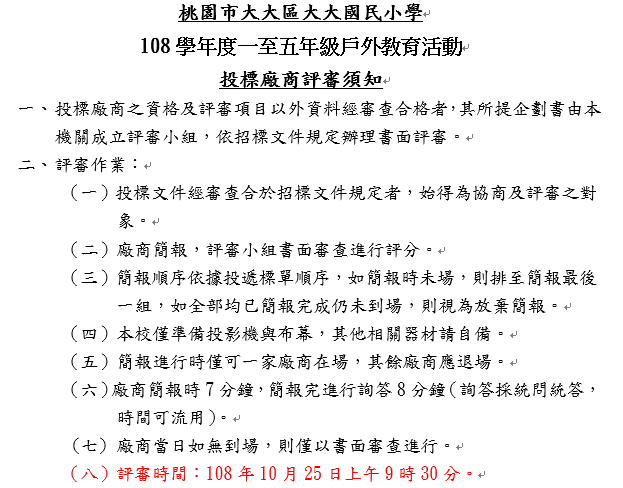 桃園市大大區大大國民小學
108 學年度一至五年級戶外教育活動
投標廠商評審須知
一、投標廠商之資格及評審項目以外資料經審查合格者，其所提企劃書由本
機關成立評審小組，依招標文件規定辦理書面評審。
二、評審作業：
（一）投標文件經審查合於招標文件規定者，始得為協商及評審之對
象。
（二）廠商簡報，評審小組書面審查進行評分。
（三）簡報順序依據投遞標單順序，如簡報時未場，則排至簡報最後
一組，如全部均已簡報完成仍未到場，則視為放棄簡報。
（四）本校僅準備投影機與布幕，其他相關器材請自備。
（五）簡報進行時僅可一家廠商在場，其餘廠商應退場。
（六）廠商簡報時 7 分鐘，簡報完進行詢答 8 分鐘（詢答採統問統答，
時間可流用）。
（七）廠商當日如無到場，則僅以書面審查進行。
（八）評審時間：108 年 10 月 25 日上午 9 時 30 分。